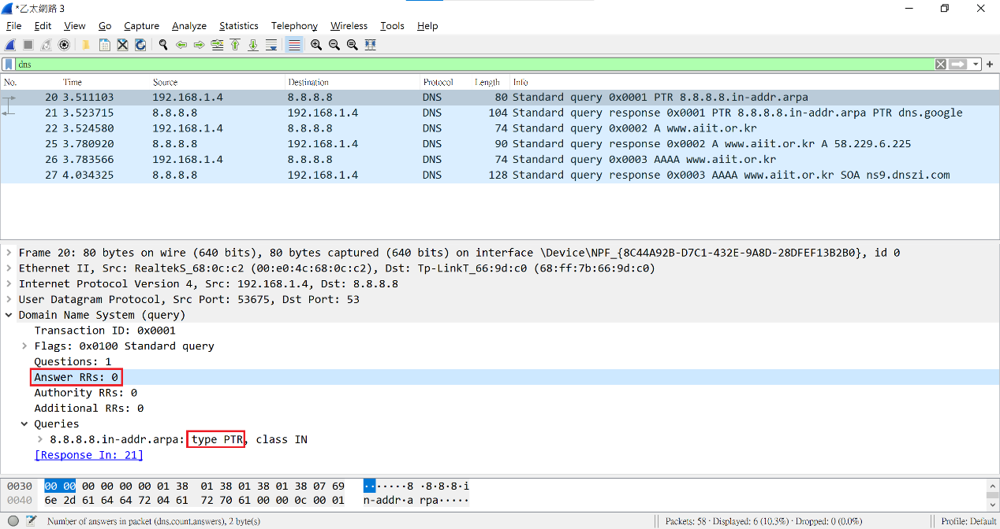 *乙太網路 3
File Edit View Go Capture Analyze Statistics Telephony Wireless Tools Help
dns
No. Time Source Destination Protocol Length Info
20 3.511103 192.168.1.4 8.8.8.8 DNS 80 Standard query 0x0001 PTR 8.8.8.8.in-addr.arpa
21 3.523715 8.8.8.8 192.168.1.4 DNS 104 Standard query response 0x0001 PTR 8.8.8.8.in-addr.arpa PTR dns.google
22 3.524580 192.168.1.4 8.8.8.8 DNS 74 Standard query 0x0002 A www.aiit.or.kr
25 3.780920 8.8.8.8 192.168.1.4 DNS 90 Standard query response 0x0002 A www.aiit.or.kr A 58.229.6.225
26 3.783566 192.168.1.4 8.8.8.8 DNS 74 Standard query 0x0003 AAAA www.aiit.or.kr
27 4.034325 8.8.8.8 192.168.1.4 DNS 128 Standard query response 0x0003 AAAA www.aiit.or.kr SOA ns9.dnszi.com
Frame 20: 80 bytes on wire (640 bits), 80 bytes captured (640 bits) on interface \Device\NPF_{8C44A92B-D7C1-432E-9A8D-28DFEF13B2B0}, id 0
Ethernet II, Src: RealtekS_68:0c:c2 (00:e0:4c:68:0c:c2), Dst: Tp-LinkT_66:9d:c0 (68:ff:7b:66:9d:c0)
Internet Protocol Version 4, Src: 192.168.1.4, Dst: 8.8.8.8
User Datagram Protocol, Src Port: 53675, Dst Port: 53
Domain Name System (query)
Transaction ID: 0x0001
Flags: 0x0100 Standard query
Questions: 1
Answer RRs: 0
Authority RRs: 0
Additional RRs: 0
Queries
8.8.8.8.in-addr.arpa: type PTR, class IN
[Response In: 21]
0030 00 00 00 00 00 00 01 38 01 38 01 38 01 38 07 69 ·······8 ·8·8·8·i
0040 6e 2d 61 64 64 72 04 61 72 70 61 00 00 0c 00 01 n-addr·a rpa·····
Number of answers in packet (dns.count.answers), 2 byte(s)
Packets: 58 · Displayed: 6 (10.3%) · Dropped: 0 (0.0%)
Profile: Default